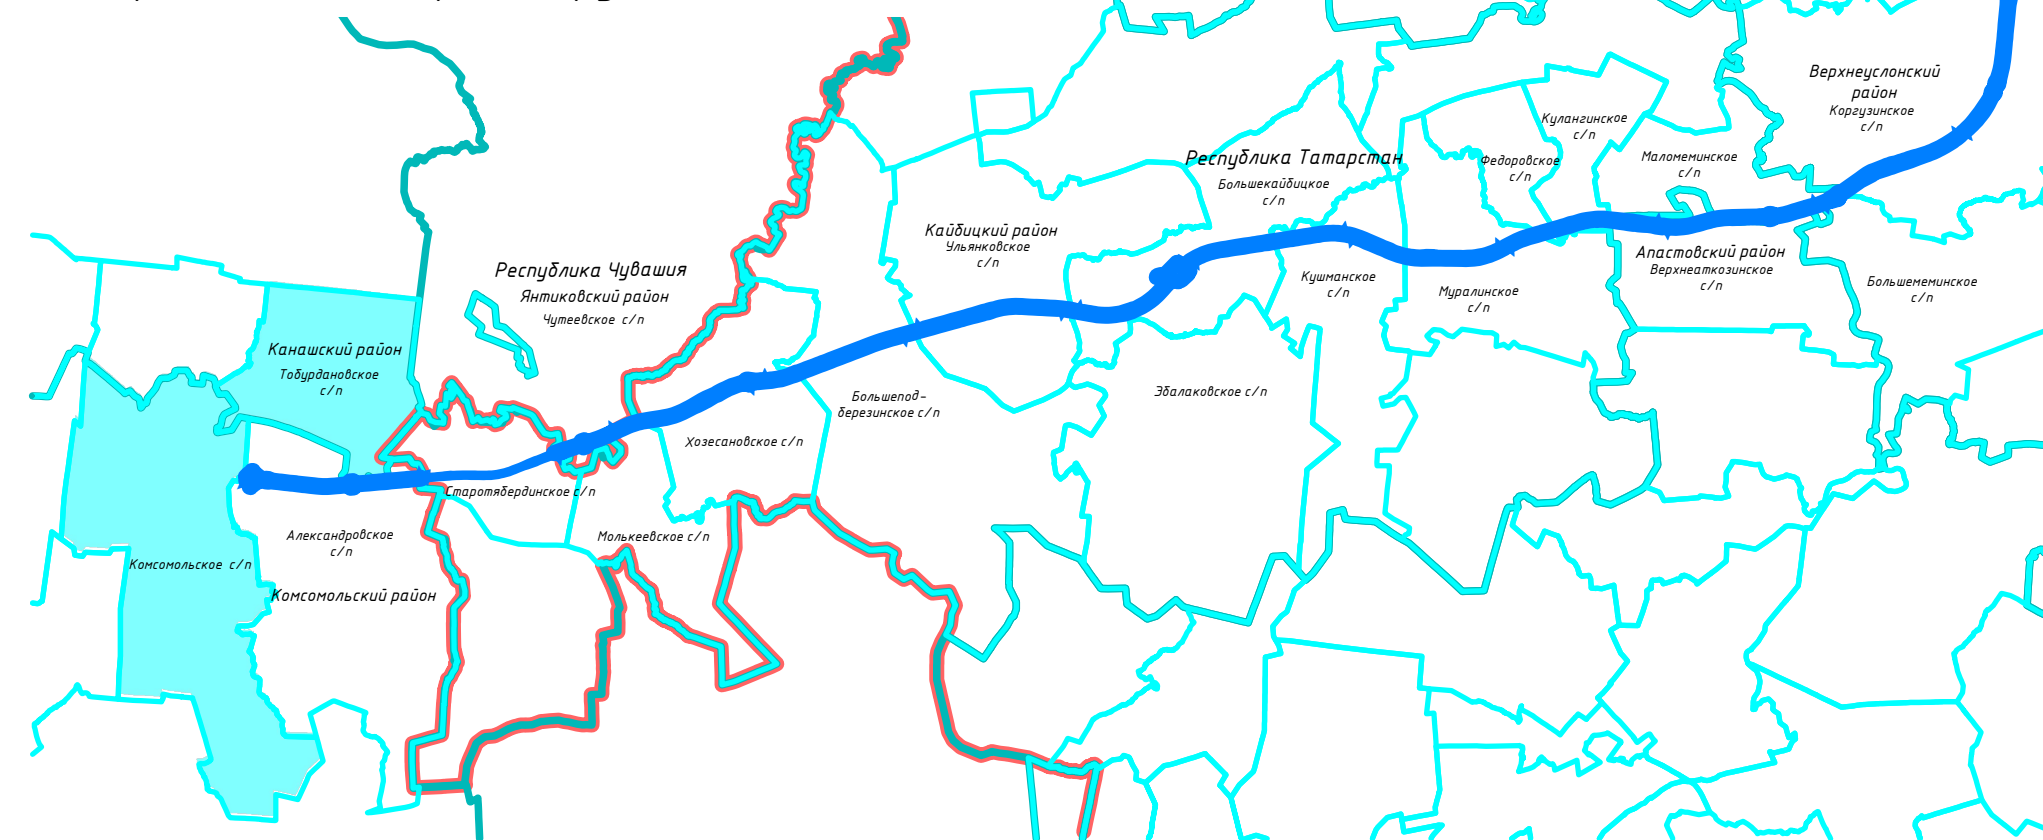 Верхнеуслонский
район
Коргузинское
с/п
Кулангинское
с/п
Республика Татарстан
Федоровское
с/п
Маломеминское
с/п
Большекайбицкое
с/п
Кайбицкий район
Ульянковское
с/п
Апастовский район
Верхнеаткозинское
с/п
Республика Чувашия
Янтиковский район
Чутеевское с/п
Кушманское
с/п
Муралинское
с/п
Большемеминское
с/п
Канашский район
Тобурдановское
с/п
Большепод-
березинское с/п
Эбалаковское с/п
Хозесановское с/п
Старотябердинское с/п
Александровское
с/п
Молькеевское с/п
Комсомольское с/п
Комсомольский район